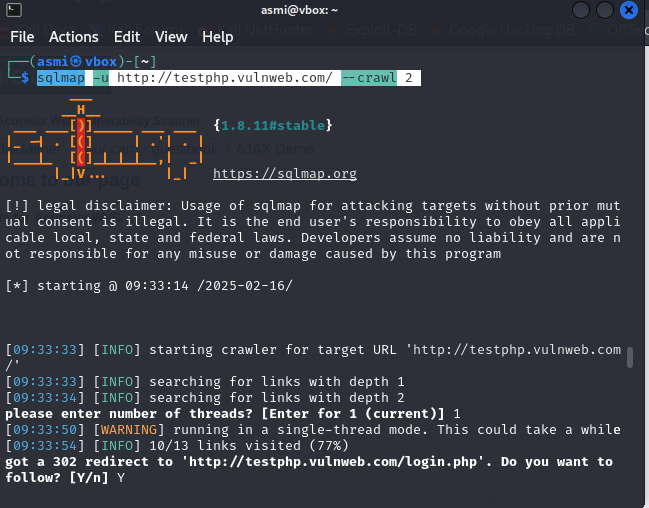 asmi@vbox: ~
File Actions Edit View Help
Exploit-DB Google Hacking DB
┌──(asmi㉿vbox)-[~]
└─$ sqlmap -u http://testphp.vulnweb.com/ --crawl 2
{1.8.11#stable}
AJAX Demo
https://sqlmap.org
[!] legal disclaimer: Usage of sqlmap for attacking targets without prior mut
ual consent is illegal. It is the end user's responsibility to obey all appli
cable local, state and federal laws. Developers assume no liability and are n
ot responsible for any misuse or damage caused by this program
[*] starting @ 09:33:14 /2025-02-16/
[09:33:33] [INFO] starting crawler for target URL 'http://testphp.vulnweb.com
/'
[09:33:33] [INFO] searching for links with depth 1
[09:33:34] [INFO] searching for links with depth 2
please enter number of threads? [Enter for 1 (current)] 1
[09:33:50] [WARNING] running in a single-thread mode. This could take a while
[09:33:54] [INFO] 10/13 links visited (77%)
got a 302 redirect to 'http://testphp.vulnweb.com/login.php'. Do you want to
follow? [Y/n] Y